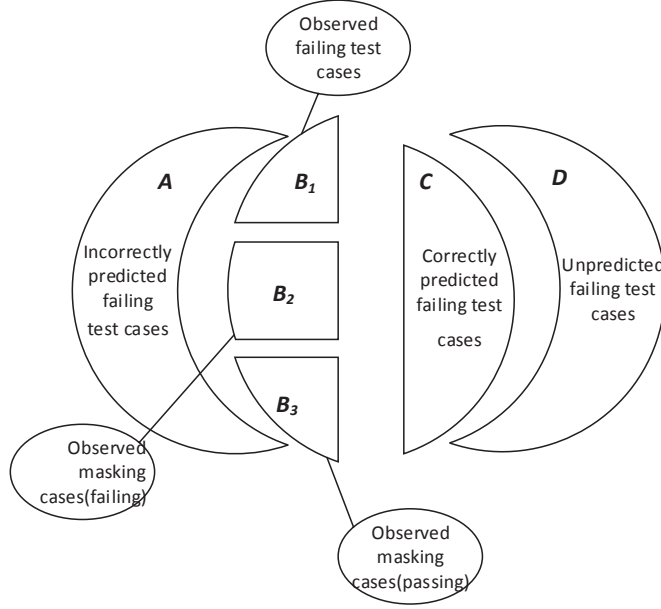 Observed
failing test
cases
A
B1
C
D
Incorrectly
predicted
failing
test cases
B2
Correctly
predicted
failing test
cases
Unpredicted
failing test
cases
B3
Observed
masking
cases(failing)
Observed
masking
cases(passing)